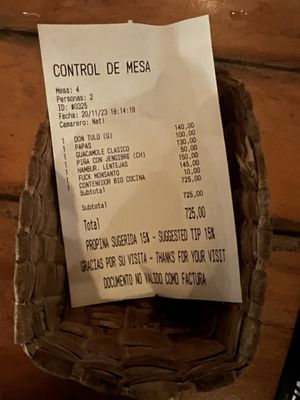 CONTROL DE MESA
Mesa: 4
Personas: 2
ID: #0325
Fecha: 20/11/23 18:14:19
Camarero: Nati
1 DON TULO (G) 140,00
1 PAPAS 100,00
1 GUACAMOLE CLASICO 130,00
1 PIÑA CON JENGIBRE (CH) 50,00
1 HAMBUR. LENTEJAS 150,00
1 FUCK MONSANTO 145,00
1 CONTENEDOR BIO COCINA 10,00
Subtotal 725,00
Subtotal 725,00
Total 725,00
PROPINA SUGERIDA 15% - SUGGESTED TIP 15%
GRACIAS POR SU VISITA - THANKS FOR YOUR VISIT
DOCUMENTO NO VALIDO COMO FACTURA